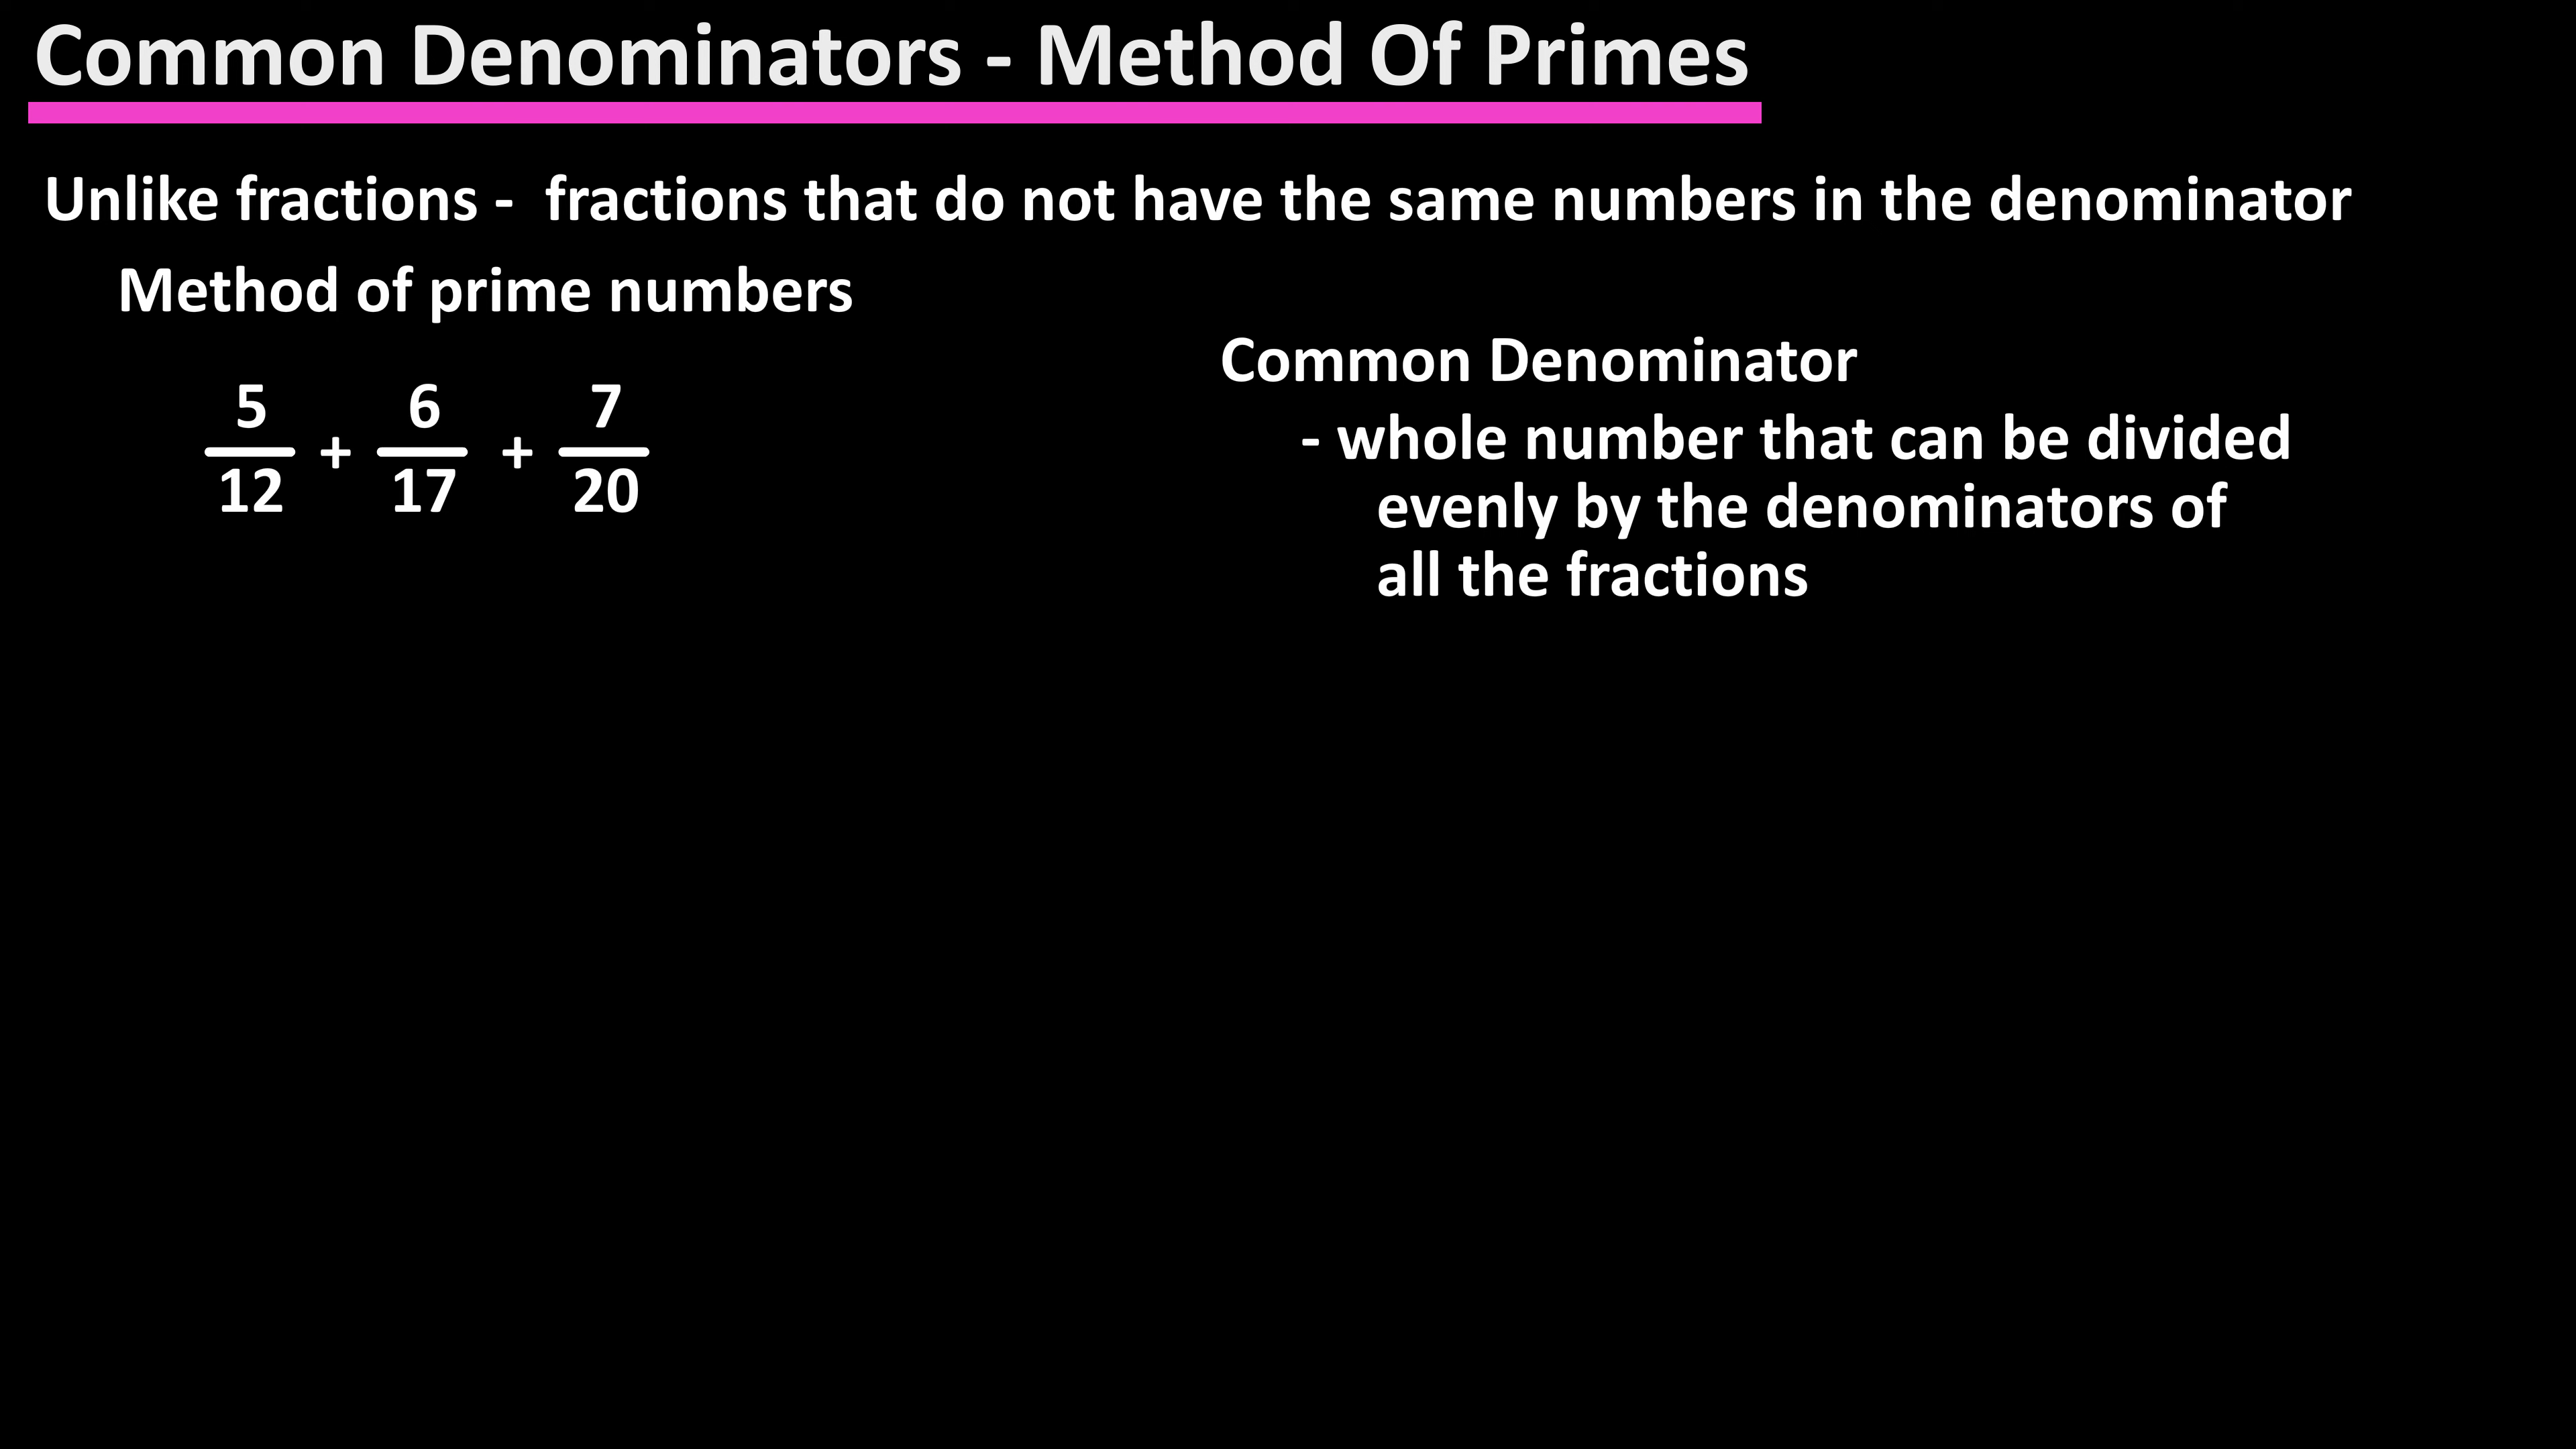 Common Denominators - Method Of Primes
Unlike fractions - fractions that do not have the same numbers in the denominator
Method of prime numbers
5/12 + 6/17 + 7/20
Common Denominator
- whole number that can be divided
evenly by the denominators of
all the fractions